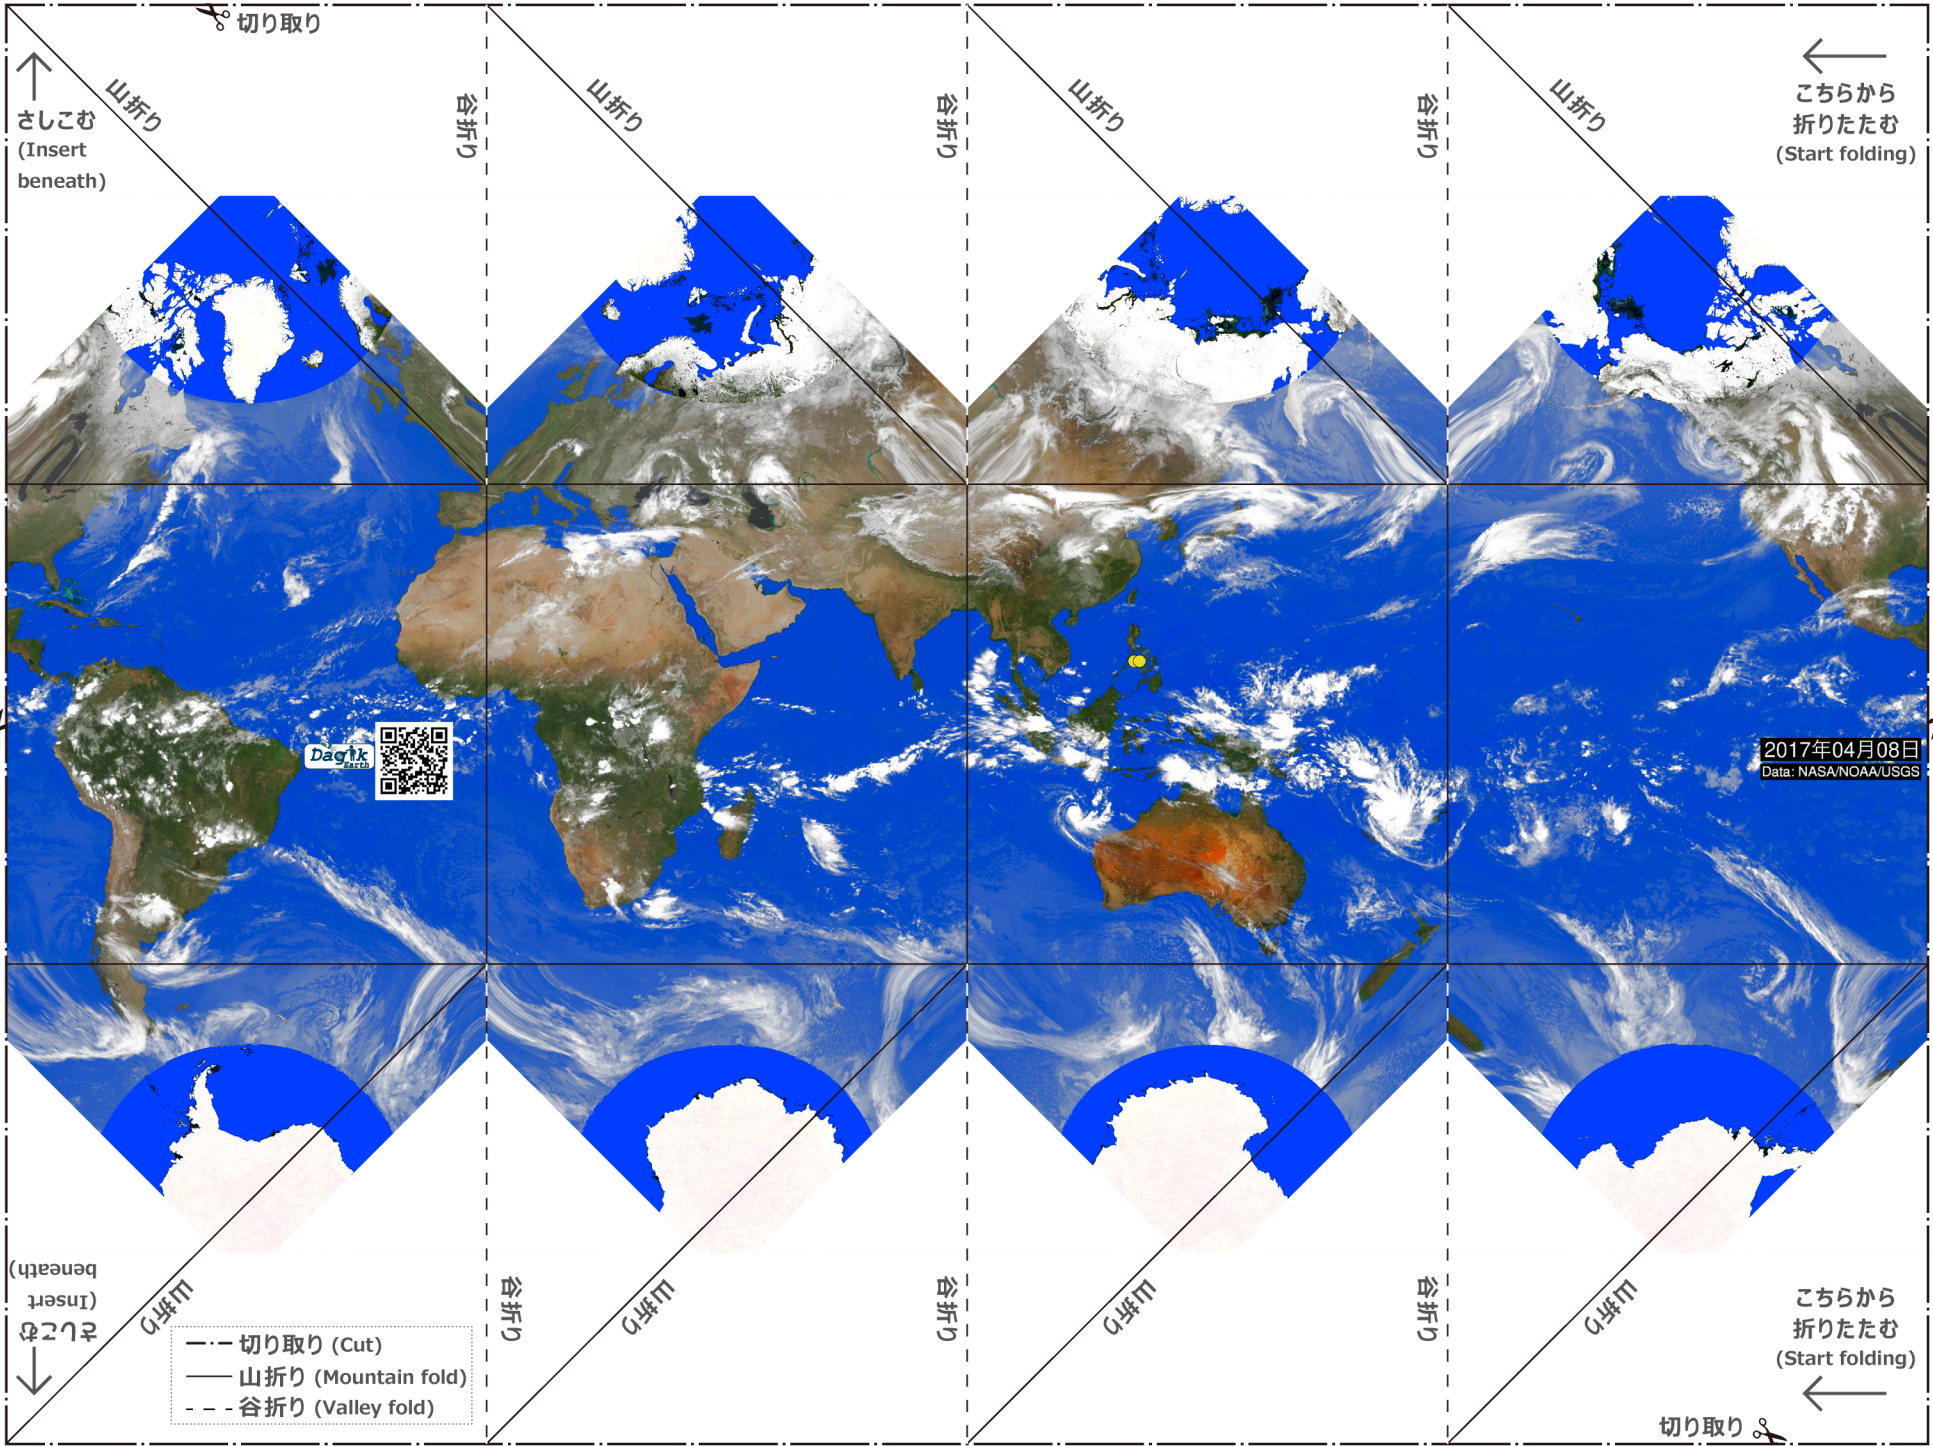 切り取り
山折り
谷折り
山折り
谷折り
山折り
谷折り
山折り
さしこむ
(Insert
beneath)
こちらから
折りたたむ
(Start folding)
Dagik
Earth
2017年04月08日
Data: NASA/NOAA/USGS
さしこむ
(Insert
beneath)
山折り
谷折り
山折り
谷折り
山折り
谷折り
山折り
こちらから
折りたたむ
(Start folding)
切り取り (Cut)
山折り (Mountain fold)
谷折り (Valley fold)
切り取り